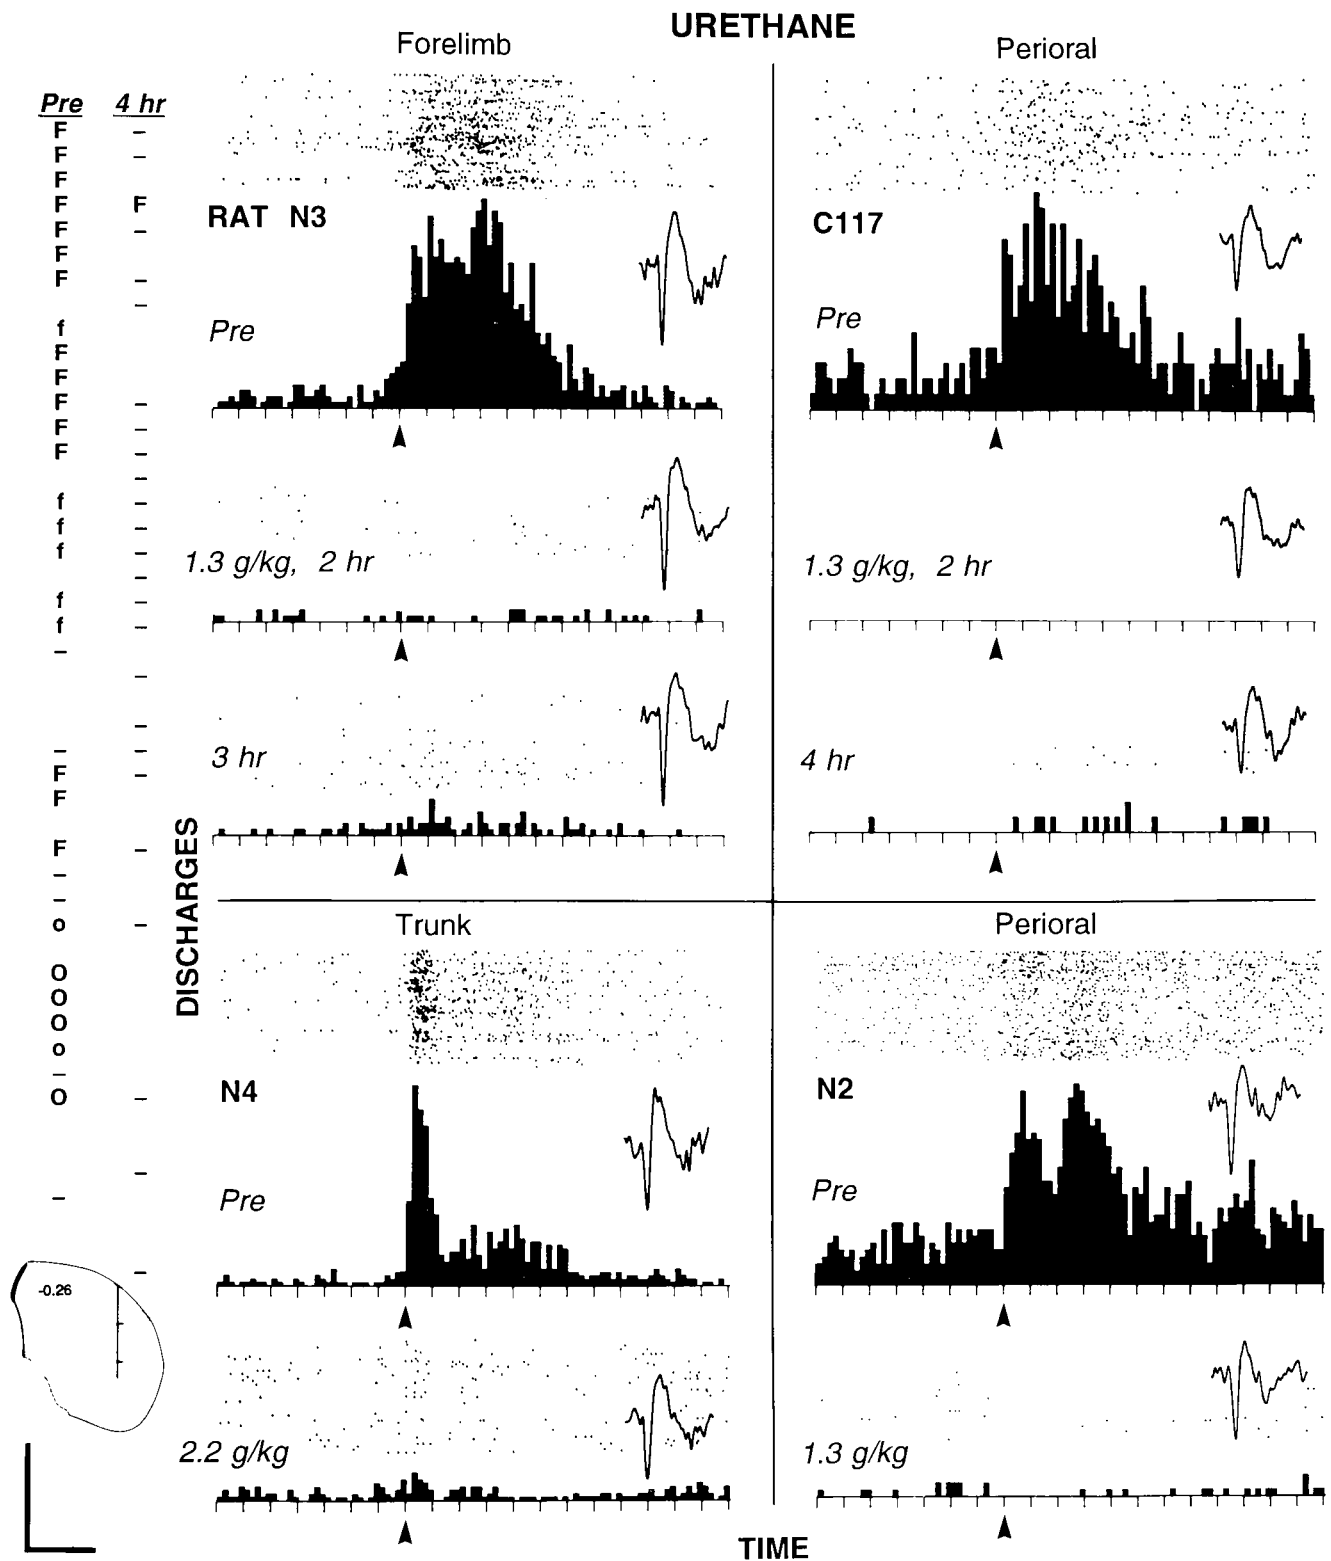 URETHANE
Forelimb
Perioral
Pre 4 hr
F –
F –
F
F F
F –
F
F –
–
f
F
F
F –
F –
F
–
f –
f –
f –
–
f –
f –
–
–
–
– –
F –
F
F –
–
–
o –
O
O
O
o
–
O –
–
–
–
-0.26
RAT N3
Pre
1.3 g/kg, 2 hr
3 hr
C117
Pre
1.3 g/kg, 2 hr
4 hr
DISCHARGES
Trunk
N4
Pre
2.2 g/kg
Perioral
N2
Pre
1.3 g/kg
TIME